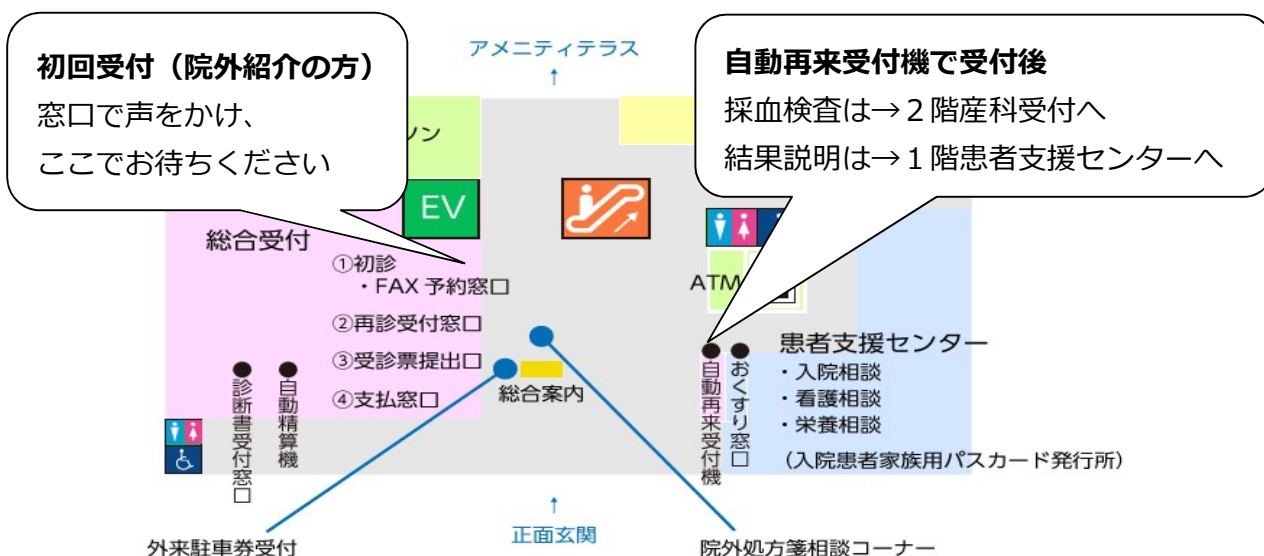 初回受付（院外紹介の方）
窓口で声をかけ、
ここでお待ちください
アメニティテラス
↑
自動再来受付機で受付後
採血検査は→２階産科受付へ
結果説明は→１階患者支援センターへ
ソン
EV
総合受付
①初診
・FAX 予約窓口
②再診受付窓口
③受診票提出口
④支払窓口
診断書受付窓口
自動精算機
総合案内
ATM
自動再来受付機
おくすり窓口
患者支援センター
・入院相談
・看護相談
・栄養相談
（入院患者家族用パスカード発行所）
↑
正面玄関
外来駐車券受付
院外処方箋相談コーナー